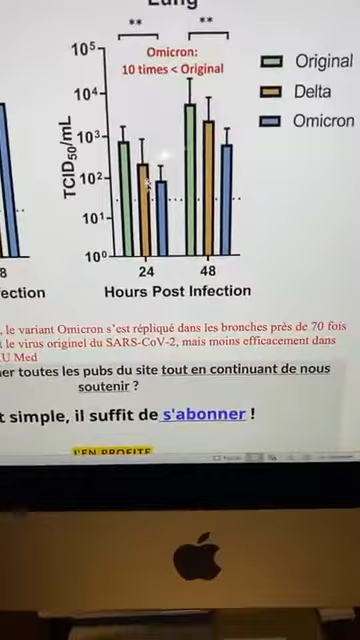 Lung
** **
Omicron:
10 times < Original
Original
Delta
Omicron
TCID50/mL
10⁵
10⁴
10³
10²
10¹
10⁰
8
24 48
ection
Hours Post Infection
, le variant Omicron s'est répliqué dans les bronches près de 70 fois
t le virus originel du SARS-CoV-2, mais moins efficacement dans
U Med
er toutes les pubs du site tout en continuant de nous
soutenir ?
t simple, il suffit de s'abonner !
J'EN PROFITE